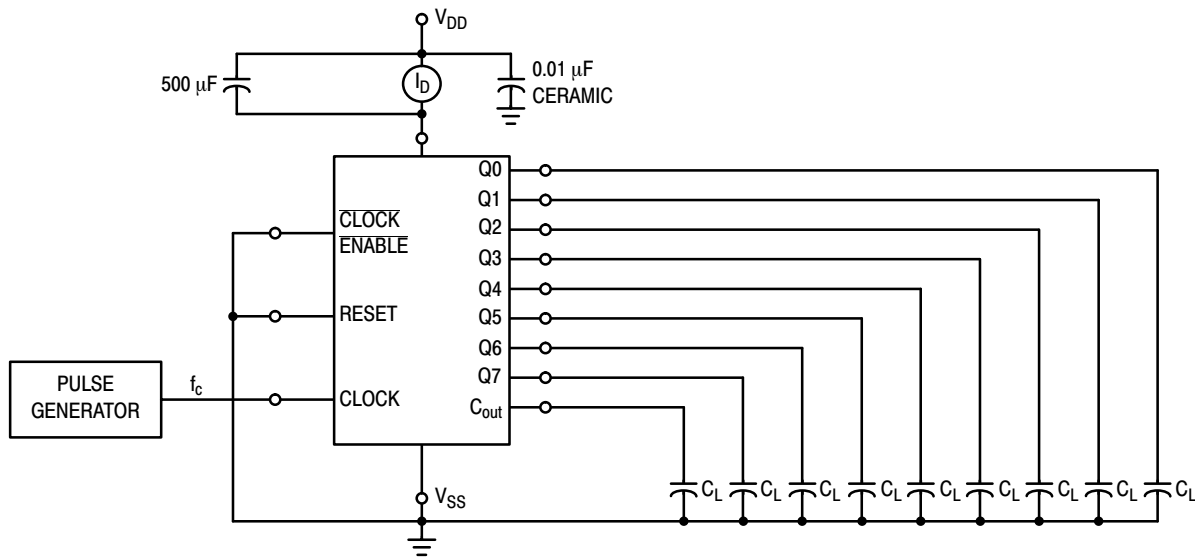 V_DD
500 μF
I_D
0.01 μF
CERAMIC
CLOCK
ENABLE
RESET
CLOCK
PULSE
GENERATOR
f_c
Q0
Q1
Q2
Q3
Q4
Q5
Q6
Q7
C_out
V_SS
C_L C_L C_L C_L C_L C_L C_L C_L C_L